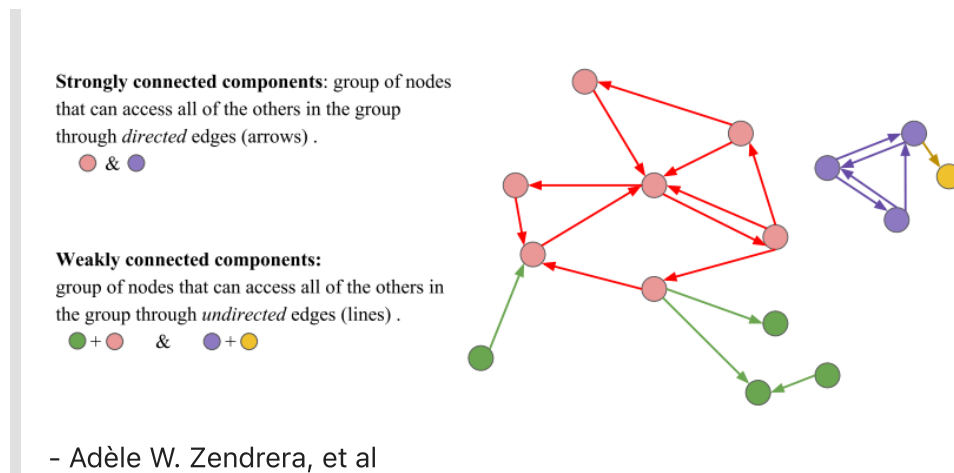 Strongly connected components: group of nodes
that can access all of the others in the group
through directed edges (arrows) .
&
Weakly connected components:
group of nodes that can access all of the others in
the group through undirected edges (lines) .
+ & +
- Adèle W. Zendrera, et al